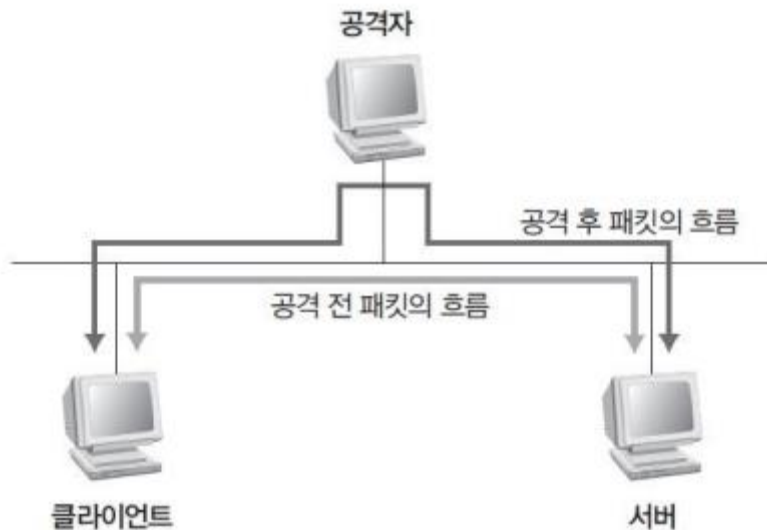 공격자
공격 후 패킷의 흐름
공격 전 패킷의 흐름
클라이언트
서버